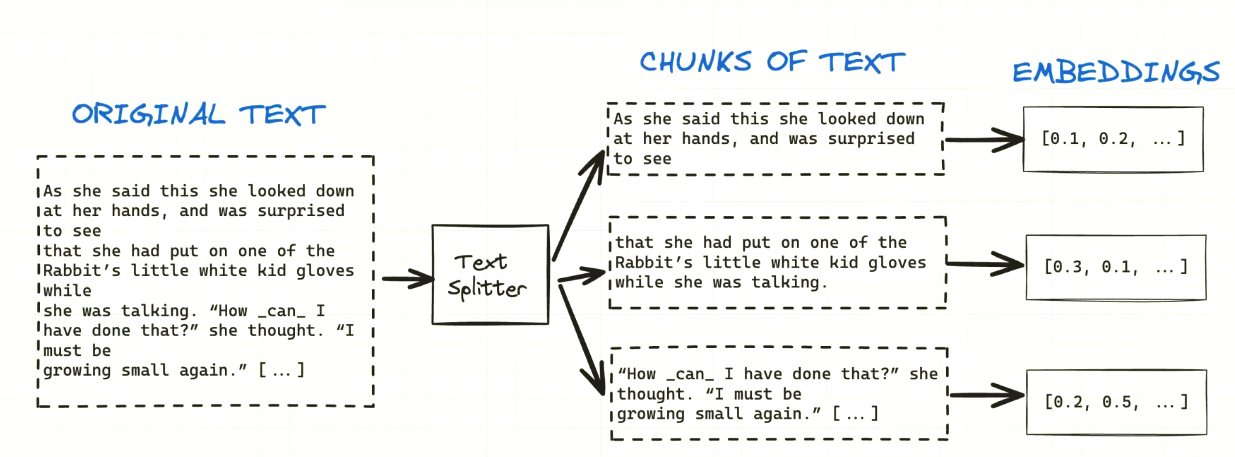 ORIGINAL TEXT
As she said this she looked down
at her hands, and was surprised
to see
that she had put on one of the
Rabbit’s little white kid gloves
while
she was talking. “How _can_ I
have done that?” she thought. “I
must be
growing small again.” [...]
Text
Splitter
CHUNKS OF TEXT
As she said this she looked down
at her hands, and was surprised
to see
that she had put on one of the
Rabbit’s little white kid gloves
while she was talking.
“How _can_ I have done that?” she
thought. “I must be
growing small again.” [...]
EMBEDDINGS
[0.1, 0.2, ...]
[0.3, 0.1, ...]
[0.2, 0.5, ...]